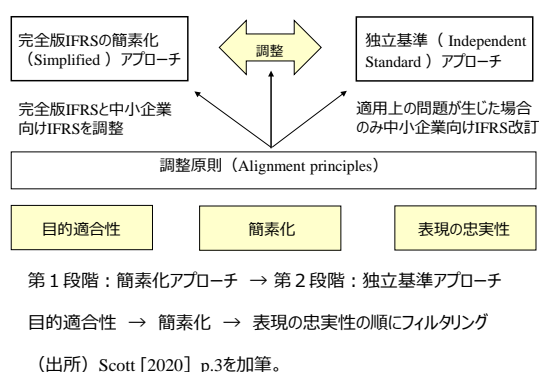 完全版IFRSの簡素化
（Simplified ）アプローチ
調整
独立基準（ Independent
Standard ）アプローチ
完全版IFRSと中小企業
向けIFRSを調整
適用上の問題が生じた場合
のみ中小企業向けIFRS改訂
調整原則（Alignment principles）
目的適合性
簡素化
表現の忠実性
第１段階：簡素化アプローチ → 第２段階：独立基準アプローチ
目的適合性 → 簡素化 → 表現の忠実性の順にフィルタリング
（出所）Scott [2020] p.3を加筆。